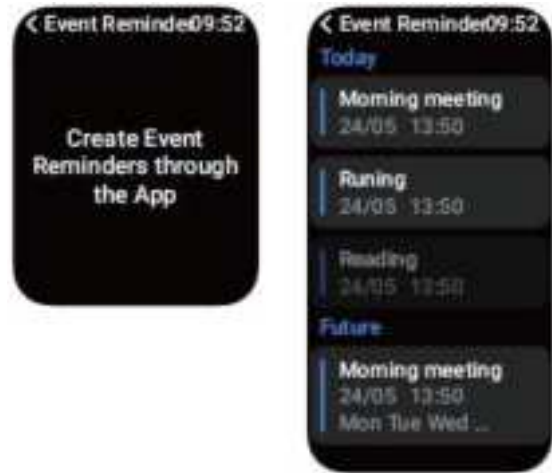 < Event Reminder09:52
Create Event
Reminders through
the App
< Event Reminder09:52
Today
Morning meeting
24/05 13:50
Runing
24/05 13:50
Reading
24/05 13:50
Future
Morning meeting
24/05 13:50
Mon Tue Wed ...